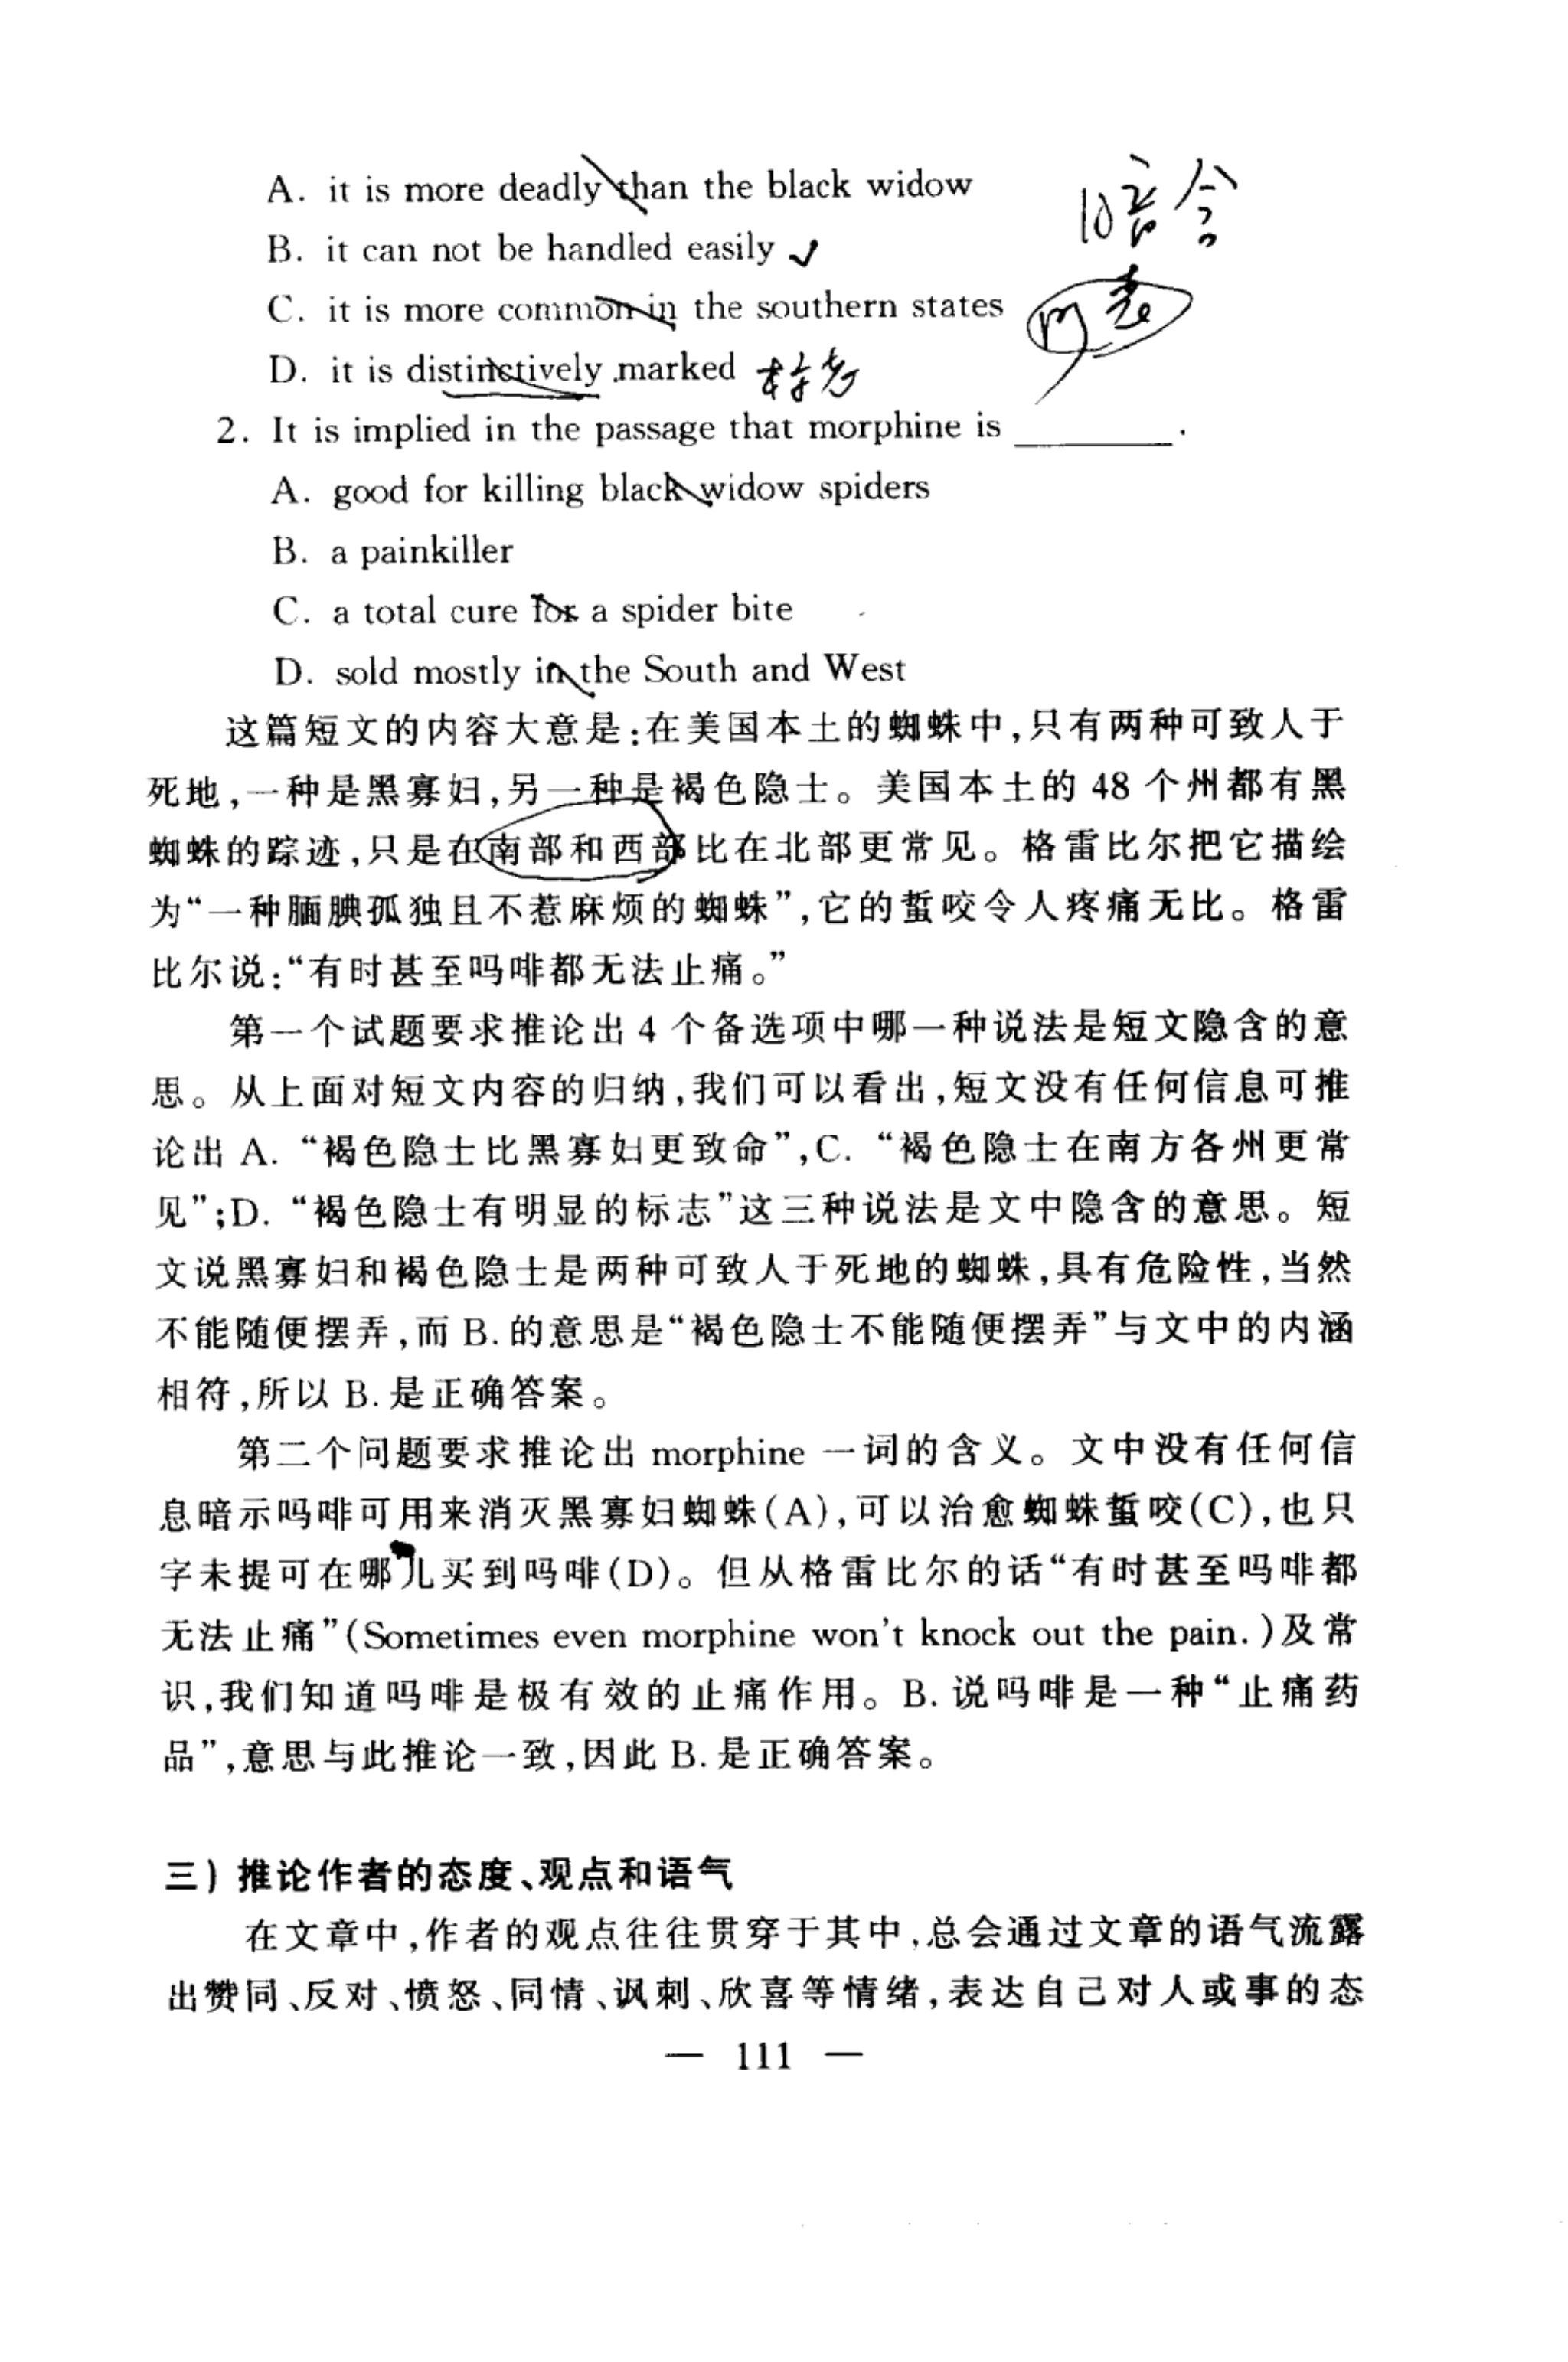 A. it is more deadly than the black widow
B. it can not be handled easily
C. it is more common in the southern states
D. it is distinctively marked
2. It is implied in the passage that morphine is ________.
A. good for killing black widow spiders
B. a painkiller
C. a total cure for a spider bite
D. sold mostly in the South and West
这篇短文的内容大意是:在美国本土的蜘蛛中,只有两种可致人于
死地,一种是黑寡妇,另一种是褐色隐士。美国本土的 48 个州都有黑
蜘蛛的踪迹,只是在南部和西部比在北部更常见。格雷比尔把它描绘
为“一种腼腆孤独且不惹麻烦的蜘蛛”,它的蜇咬令人疼痛无比。格雷
比尔说:“有时甚至吗啡都无法止痛。”
第一个试题要求推论出 4 个备选项中哪一种说法是短文隐含的意
思。从上面对短文内容的归纳,我们可以看出,短文没有任何信息可推
论出 A. “褐色隐士比黑寡妇更致命”,C. “褐色隐士在南方各州更常
见”;D. “褐色隐士有明显的标志”这三种说法是文中隐含的意思。短
文说黑寡妇和褐色隐士是两种可致人于死地的蜘蛛,具有危险性,当然
不能随便摆弄,而 B. 的意思是“褐色隐士不能随便摆弄”与文中的内涵
相符,所以 B. 是正确答案。
第二个问题要求推论出 morphine 一词的含义。文中没有任何信
息暗示吗啡可用来消灭黑寡妇蜘蛛(A),可以治愈蜘蛛蜇咬(C),也只
字未提可在哪儿买到吗啡(D)。但从格雷比尔的话“有时甚至吗啡都
无法止痛”(Sometimes even morphine won't knock out the pain.)及常
识,我们知道吗啡是极有效的止痛作用。B. 说吗啡是一种“止痛药
品”,意思与此推论一致,因此 B. 是正确答案。
三) 推论作者的态度、观点和语气
在文章中,作者的观点往往贯穿于其中,总会通过文章的语气流露
出赞同、反对、愤怒、同情、讽刺、欣喜等情绪,表达自己对人或事的态
— 111 —